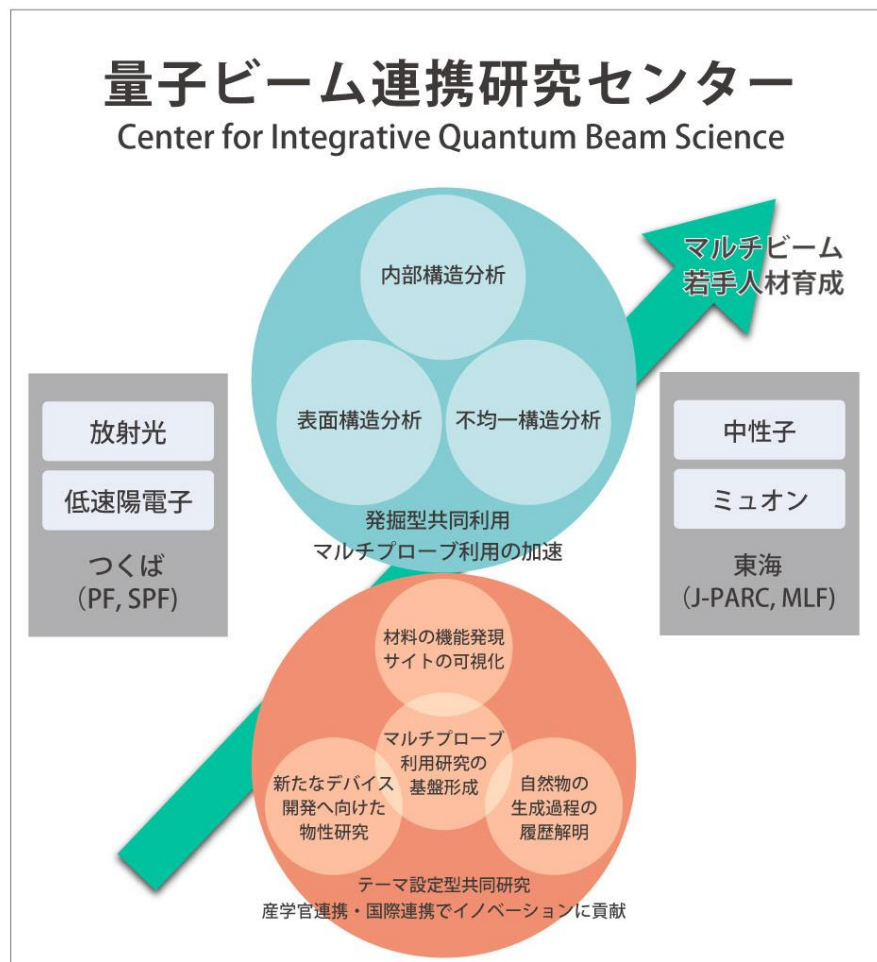 量子ビーム連携研究センター
Center for Integrative Quantum Beam Science
マルチビーム
若手人材育成
内部構造分析
表面構造分析
不均一構造分析
発掘型共同利用
マルチプローブ利用の加速
放射光
低速陽電子
つくば
（PF, SPF)
中性子
ミュオン
東海
(J-PARC, MLF)
材料の機能発現
サイトの可視化
マルチプローブ
利用研究の
基盤形成
新たなデバイス
開発へ向けた
物性研究
自然物の
生成過程の
履歴解明
テーマ設定型共同研究
産学官連携・国際連携でイノベーションに貢献